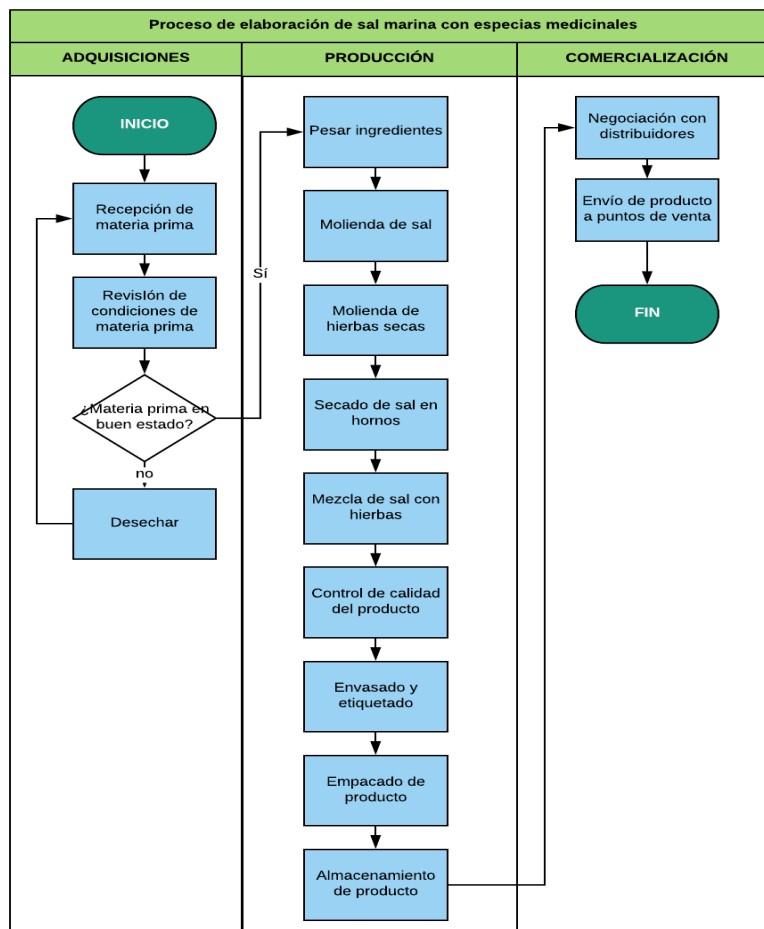 Proceso de elaboración de sal marina con especias medicinales
ADQUISICIONES
PRODUCCIÓN
COMERCIALIZACIÓN
INICIO
Recepción de
materia prima
RevisIón de
condiciones de
materia prima
¿Materia prima en
buen estado?
Sí
no
Desechar
Pesar ingredientes
Molienda de sal
Molienda de
hierbas secas
Secado de sal en
hornos
Mezcla de sal con
hierbas
Control de calidad
del producto
Envasado y
etiquetado
Empacado de
producto
Almacenamiento
de producto
Negociación con
distribuidores
Envío de producto
a puntos de venta
FIN